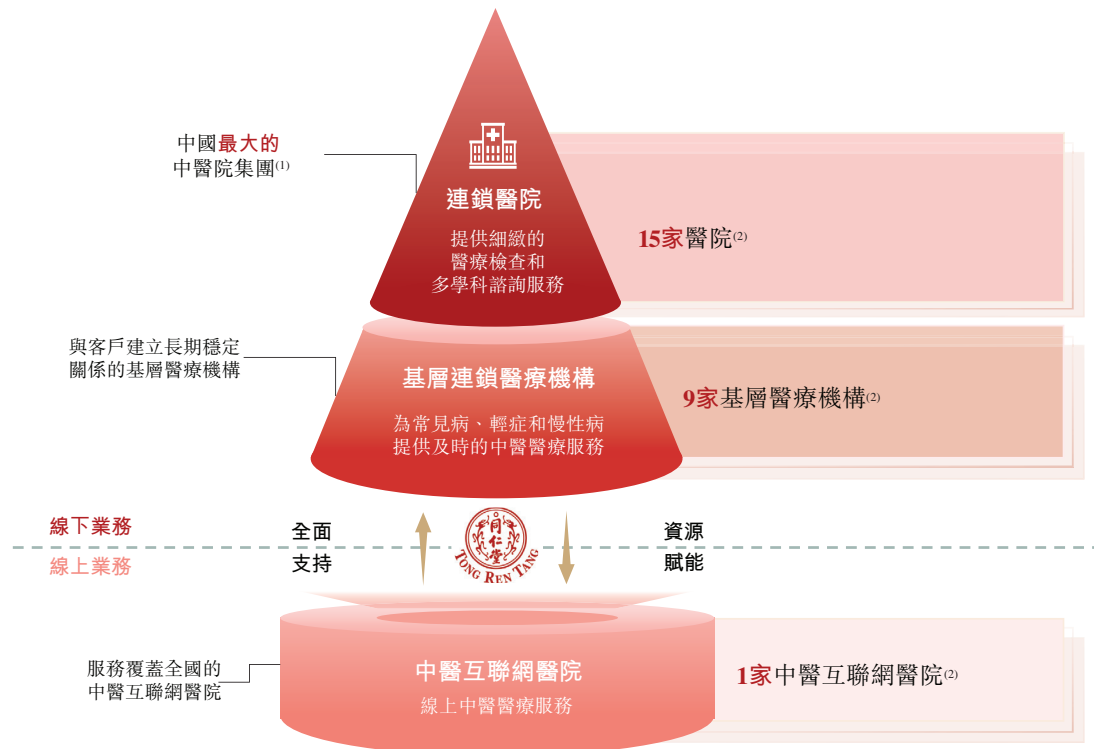 中國最大的
中醫院集團(1)
連鎖醫院
提供細緻的
醫療檢查和
多學科諮詢服務
15家醫院(2)
與客戶建立長期穩定
關係的基層醫療機構
基層連鎖醫療機構
為常見病、輕症和慢性病
提供及時的中醫醫療服務
9家基層醫療機構(2)
線下業務
線上業務
全面
支持
同仁堂
TONG REN TANG
資源
賦能
服務覆蓋全國的
中醫互聯網醫院
中醫互聯網醫院
線上中醫醫療服務
1家中醫互聯網醫院(2)